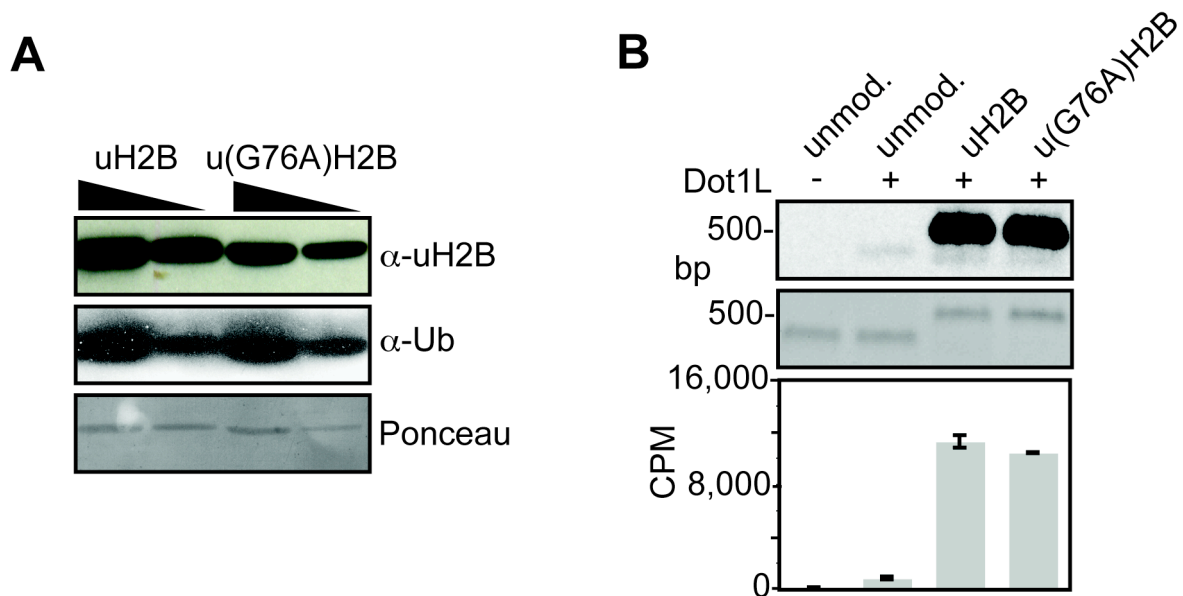 A
uH2B u(G76A)H2B
α-uH2B
α-Ub
Ponceau
B
unmod. unmod. uH2B u(G76A)H2B
Dot1L - + + +
500-
bp
500-
16,000
CPM
8,000
0